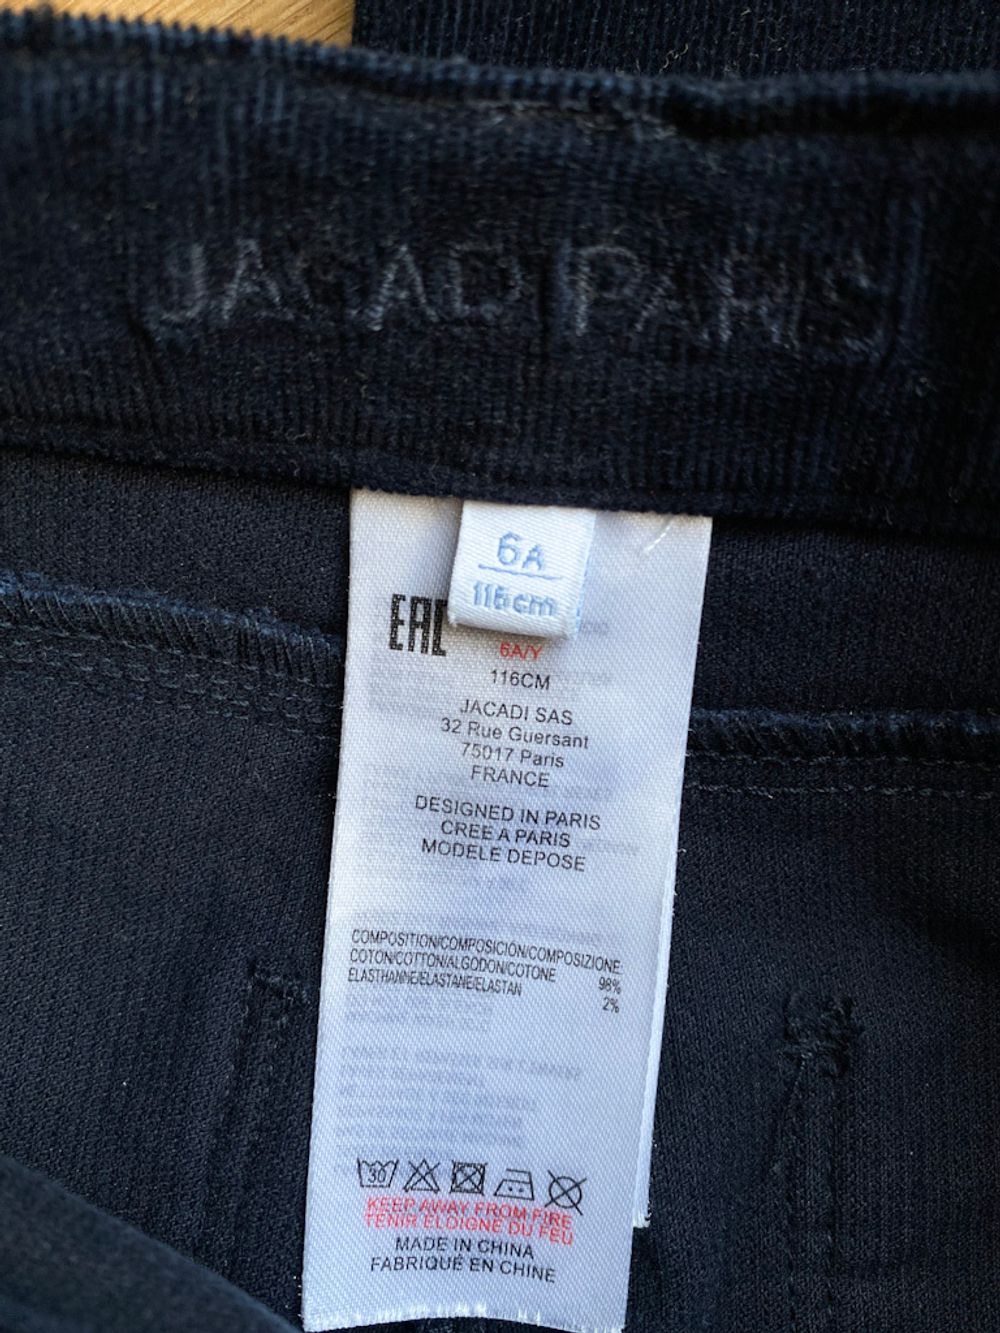 JACADI PARIS
6A
116cm
EAC
6A/Y
116CM
JACADI SAS
32 Rue Guersant
75017 Paris
FRANCE
DESIGNED IN PARIS
CREE A PARIS
MODELE DEPOSE
COMPOSITION/COMPOSICIÓN/COMPOSIZIONE
COTON/COTTON/ALGODON/COTONE 98%
ELASTHANNE/ELASTANE/ELASTAN 2%
30
KEEP AWAY FROM FIRE
TENIR ELOIGNE DU FEU
MADE IN CHINA
FABRIQUÉ EN CHINE